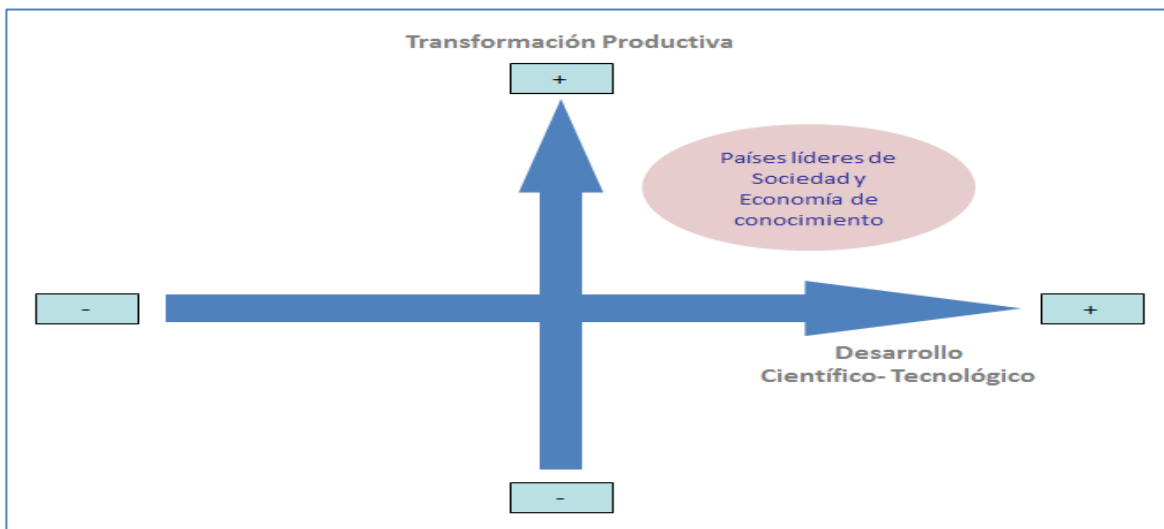 Transformación Productiva
+
Países líderes de
Sociedad y
Economía de
conocimiento
-
+
Desarrollo
Científico- Tecnológico
-